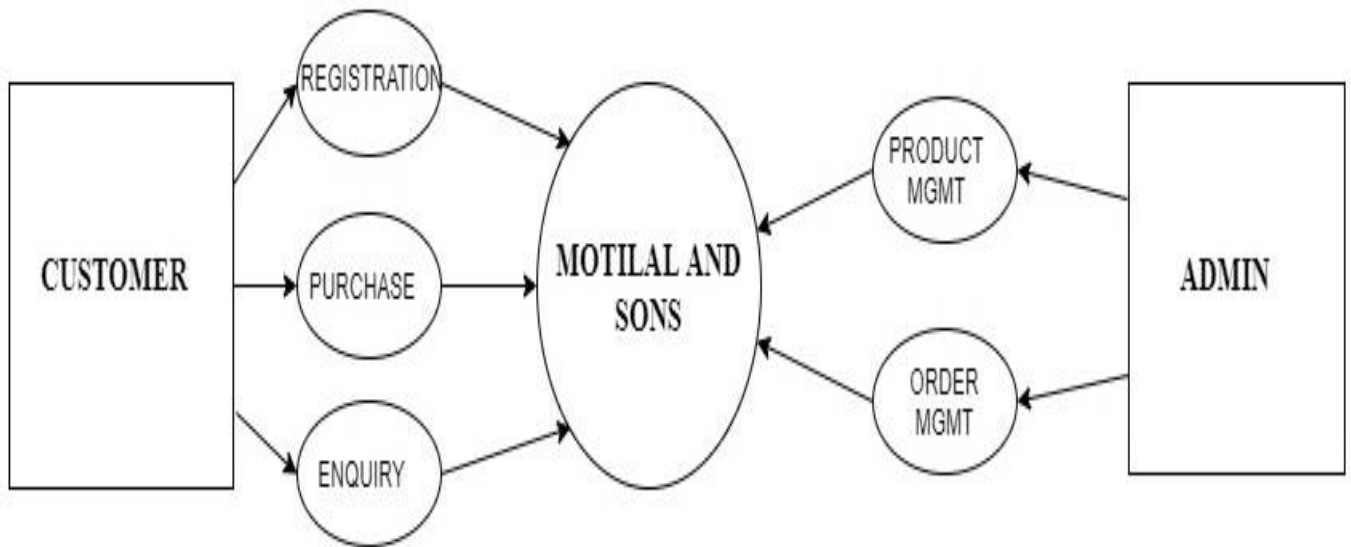 CUSTOMER
REGISTRATION
PURCHASE
ENQUIRY
MOTILAL AND
SONS
PRODUCT
MGMT
ORDER
MGMT
ADMIN